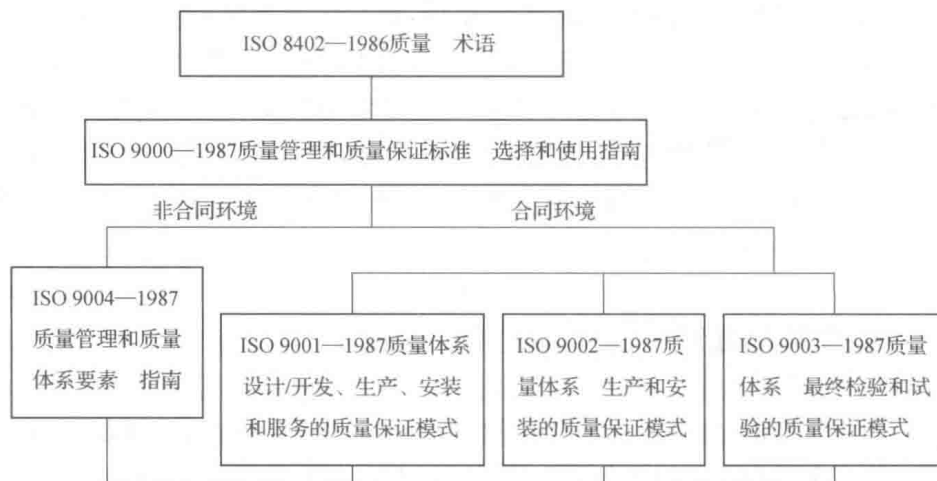 ISO 8402—1986质量　术语
ISO 9000—1987质量管理和质量保证标准　选择和使用指南
非合同环境
合同环境
ISO 9004—1987
质量管理和质量
体系要素　指南
ISO 9001—1987质量体系
设计/开发、生产、安装
和服务的质量保证模式
ISO 9002—1987质
量体系　生产和安
装的质量保证模式
ISO 9003—1987质量
体系　最终检验和试
验的质量保证模式